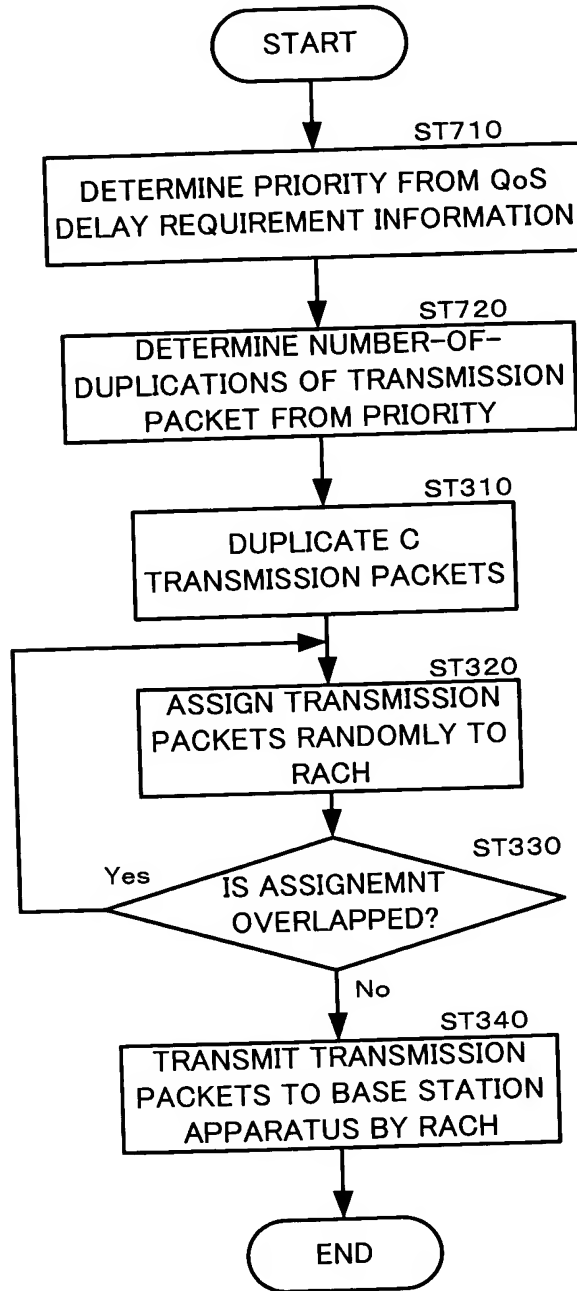 START
ST710
DETERMINE PRIORITY FROM QoS
DELAY REQUIREMENT INFORMATION
ST720
DETERMINE NUMBER-OF-
DUPLICATIONS OF TRANSMISSION
PACKET FROM PRIORITY
ST310
DUPLICATE C
TRANSMISSION PACKETS
ST320
ASSIGN TRANSMISSION
PACKETS RANDOMLY TO
RACH
ST330
Yes
IS ASSIGNEMNT
OVERLAPPED?
No
ST340
TRANSMIT TRANSMISSION
PACKETS TO BASE STATION
APPARATUS BY RACH
END